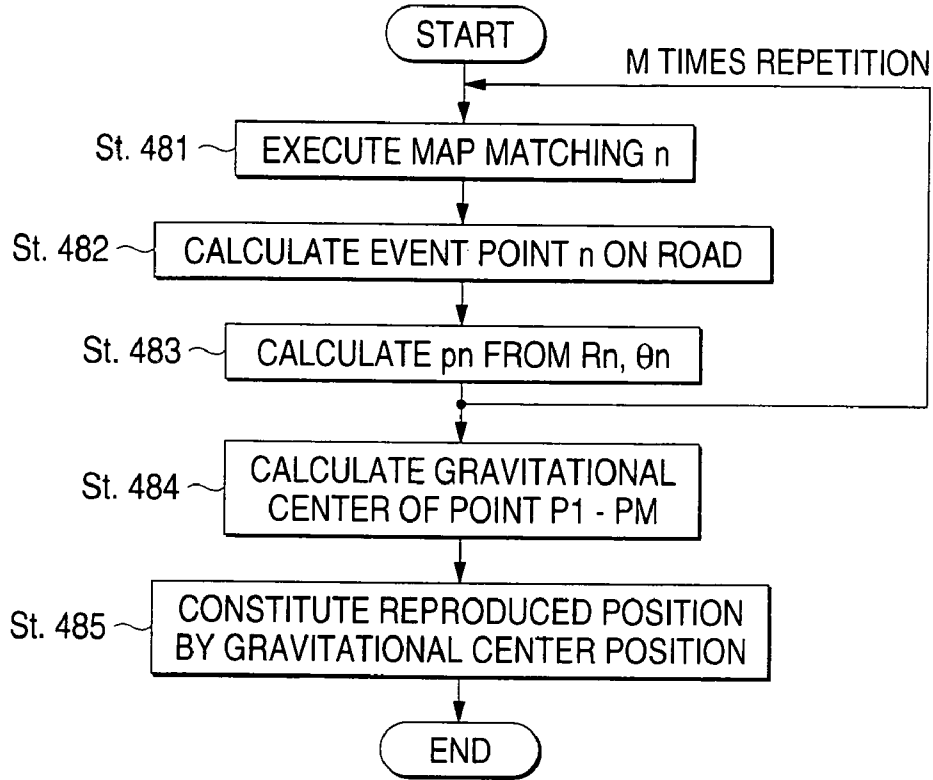 START
M TIMES REPETITION
St. 481
EXECUTE MAP MATCHING n
St. 482
CALCULATE EVENT POINT n ON ROAD
St. 483
CALCULATE pn FROM Rn, θn
St. 484
CALCULATE GRAVITATIONAL
CENTER OF POINT P1 - PM
St. 485
CONSTITUTE REPRODUCED POSITION
BY GRAVITATIONAL CENTER POSITION
END